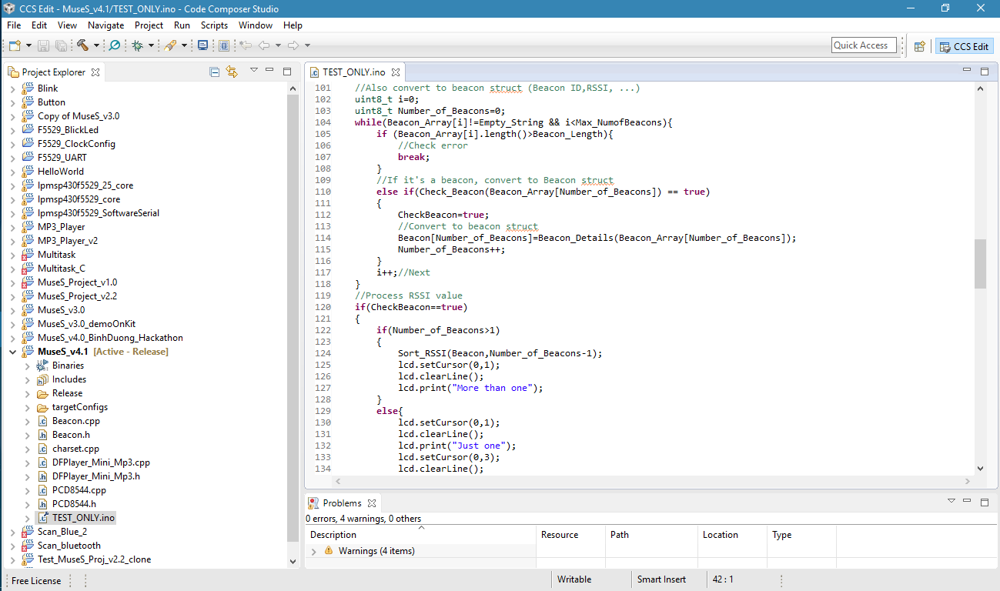 CCS Edit - MuseS_v4.1/TEST_ONLY.ino - Code Composer Studio
File Edit View Navigate Project Run Scripts Window Help
Quick Access
CCS Edit
Project Explorer
Blink
Button
Copy of MuseS_v3.0
F5529_BlickLed
F5529_ClockConfig
F5529_UART
HelloWorld
lpmsp430f5529_25_core
lpmsp430f5529_core
lpmsp430f5529_SoftwareSerial
MP3_Player
MP3_Player_v2
Multitask
Multitask_C
MuseS_Project_v1.0
MuseS_Project_v2.2
MuseS_v3.0
MuseS_v3.0_demoOnKit
MuseS_v4.0_BinhDuong_Hackathon
MuseS_v4.1 [Active - Release]
Binaries
Includes
Release
targetConfigs
Beacon.cpp
Beacon.h
charset.cpp
DFPlayer_Mini_Mp3.cpp
DFPlayer_Mini_Mp3.h
PCD8544.cpp
PCD8544.h
TEST_ONLY.ino
Scan_Blue_2
Scan_bluetooth
Test_MuseS_Proj_v2.2_clone
TEST_ONLY.ino
101 //Also convert to beacon struct (Beacon ID,RSSI, ...)
102 uint8_t i=0;
103 uint8_t Number_of_Beacons=0;
104 while(Beacon_Array[i]!=Empty_String && i<Max_NumofBeacons){
105 if (Beacon_Array[i].length()>Beacon_Length){
106 //Check error
107 break;
108 }
109 //If it's a beacon, convert to Beacon struct
110 else if(Check_Beacon(Beacon_Array[Number_of_Beacons]) == true)
111 {
112 CheckBeacon=true;
113 //Convert to beacon struct
114 Beacon[Number_of_Beacons]=Beacon_Details(Beacon_Array[Number_of_Beacons]);
115 Number_of_Beacons++;
116 }
117 i++;//Next
118 }
119 //Process RSSI value
120 if(CheckBeacon==true)
121 {
122 if(Number_of_Beacons>1)
123 {
124 Sort_RSSI(Beacon,Number_of_Beacons-1);
125 lcd.setCursor(0,1);
126 lcd.clearLine();
127 lcd.print("More than one");
128 }
129 else{
130 lcd.setCursor(0,1);
131 lcd.clearLine();
132 lcd.print("Just one");
133 lcd.setCursor(0,3);
134 lcd.clearLine();
Problems
0 errors, 4 warnings, 0 others
Description Resource Path Location Type
Warnings (4 items)
Free License Writable Smart Insert 42 : 1